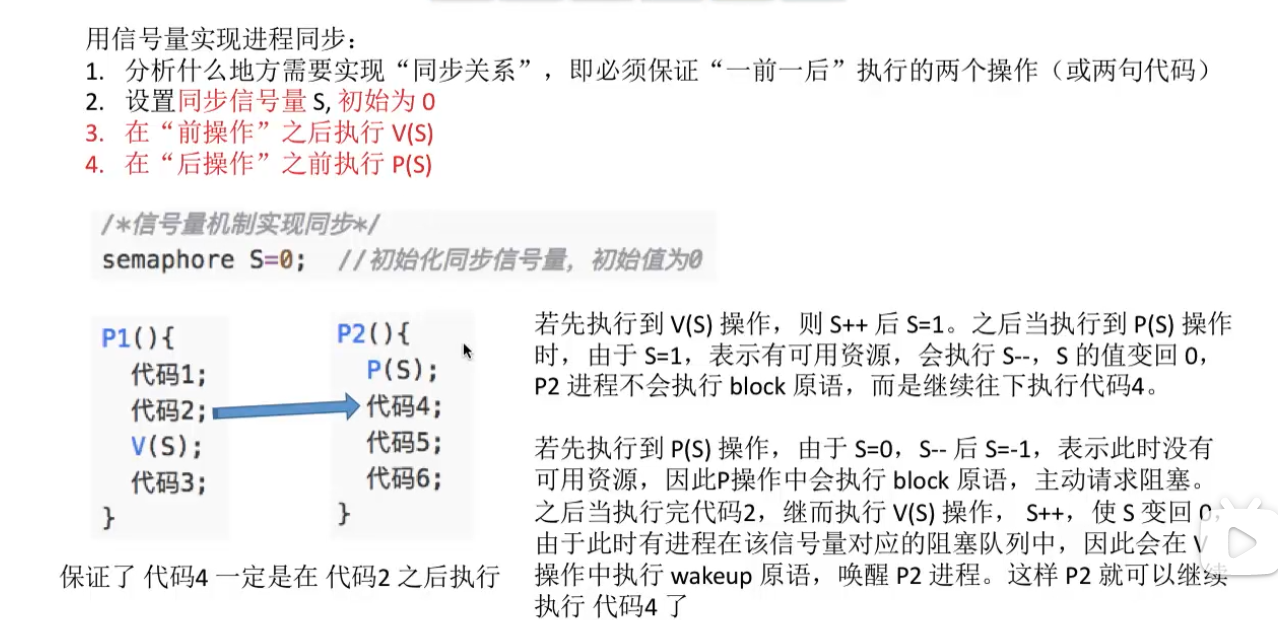 用信号量实现进程同步：
1. 分析什么地方需要实现“同步关系”，即必须保证“一前一后”执行的两个操作（或两句代码）
2. 设置同步信号量 S, 初始为 0
3. 在“前操作”之后执行 V(S)
4. 在“后操作”之前执行 P(S)
/*信号量机制实现同步*/
semaphore S=0; //初始化同步信号量，初始值为0
P1(){
代码1;
代码2;
V(S);
代码3;
}
P2(){
P(S);
代码4;
代码5;
代码6;
}
保证了 代码4 一定是在 代码2 之后执行
若先执行到 V(S) 操作，则 S++ 后 S=1。之后当执行到 P(S) 操作
时，由于 S=1，表示有可用资源，会执行 S--，S 的值变回 0，
P2 进程不会执行 block 原语，而是继续往下执行代码4。
若先执行到 P(S) 操作，由于 S=0，S-- 后 S=-1，表示此时没有
可用资源，因此P操作中会执行 block 原语，主动请求阻塞。
之后当执行完代码2，继而执行 V(S) 操作， S++，使 S 变回 0，
由于此时有进程在该信号量对应的阻塞队列中，因此会在 V
操作中执行 wakeup 原语，唤醒 P2 进程。这样 P2 就可以继续
执行 代码4 了